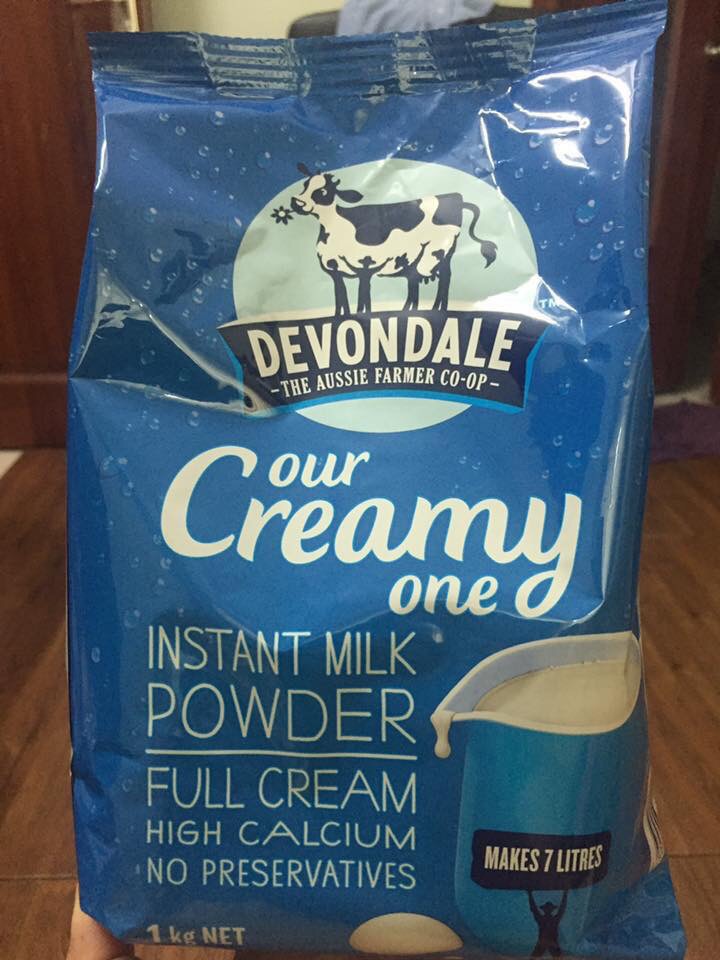 DEVONDALE
TM
-THE AUSSIE FARMER CO-OP-
our
Creamy
one
INSTANT MILK
POWDER
FULL CREAM
HIGH CALCIUM
NO PRESERVATIVES
MAKES 7 LITRES
1 kg NET